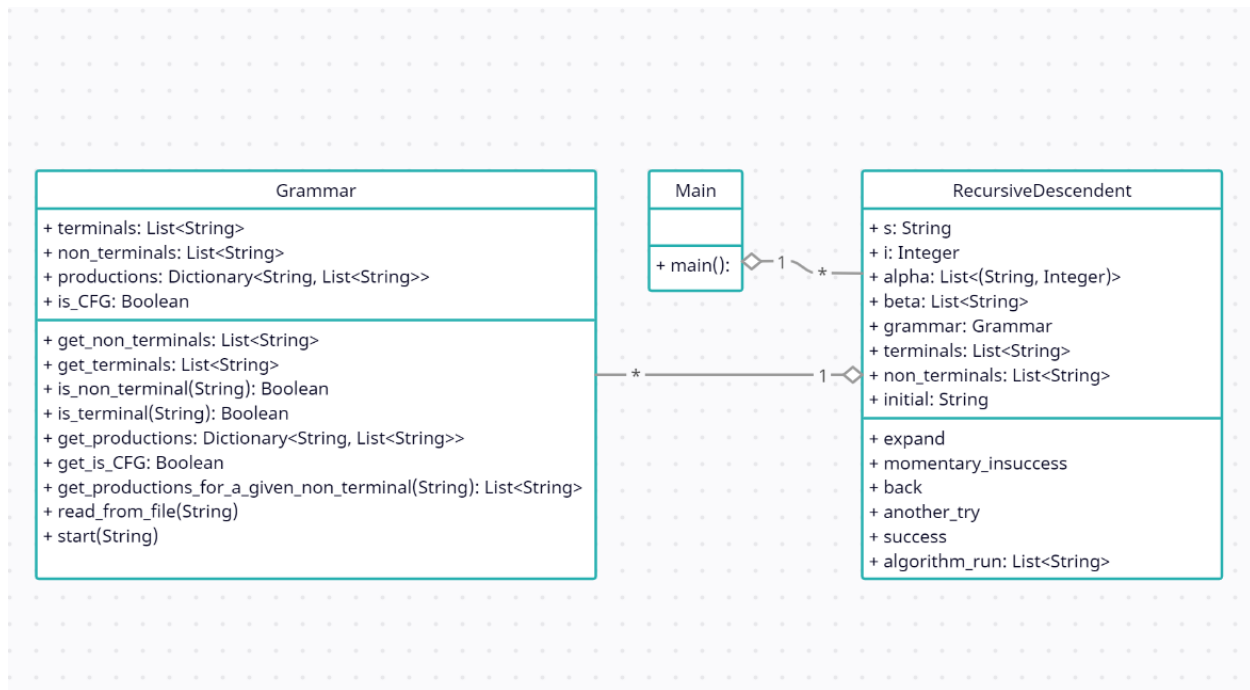 Grammar
+ terminals: List<String>
+ non_terminals: List<String>
+ productions: Dictionary<String, List<String>>
+ is_CFG: Boolean
+ get_non_terminals: List<String>
+ get_terminals: List<String>
+ is_non_terminal(String): Boolean
+ is_terminal(String): Boolean
+ get_productions: Dictionary<String, List<String>>
+ get_is_CFG: Boolean
+ get_productions_for_a_given_non_terminal(String): List<String>
+ read_from_file(String)
+ start(String)
Main
+ main():
1
*
*
1
RecursiveDescendent
+ s: String
+ i: Integer
+ alpha: List<(String, Integer)>
+ beta: List<String>
+ grammar: Grammar
+ terminals: List<String>
+ non_terminals: List<String>
+ initial: String
+ expand
+ momentary_insuccess
+ back
+ another_try
+ success
+ algorithm_run: List<String>